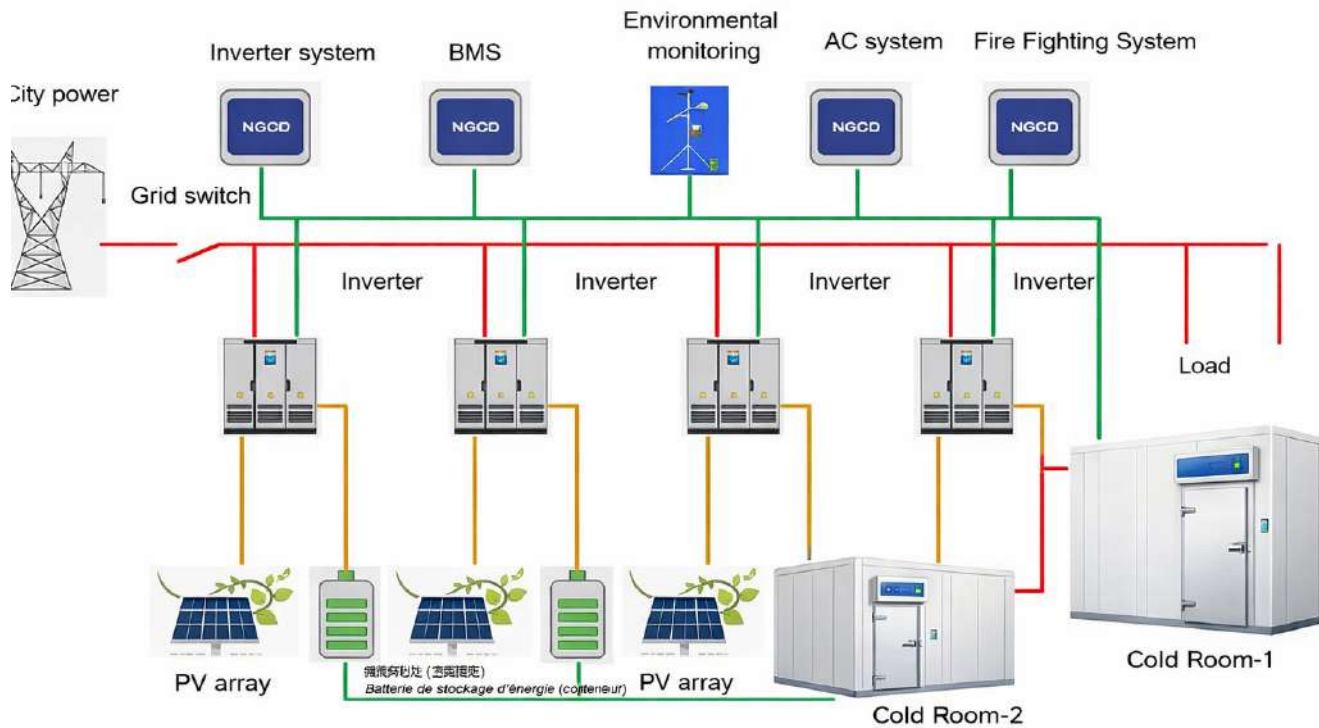 Environmental
monitoring
Inverter system
BMS
AC system
Fire Fighting System
City power
NGCD
NGCD
NGCD
NGCD
Grid switch
Inverter
Inverter
Inverter
Inverter
Load
PV array
Batterie de stockage d'énergie (conteneur)
PV array
Cold Room-1
Cold Room-2